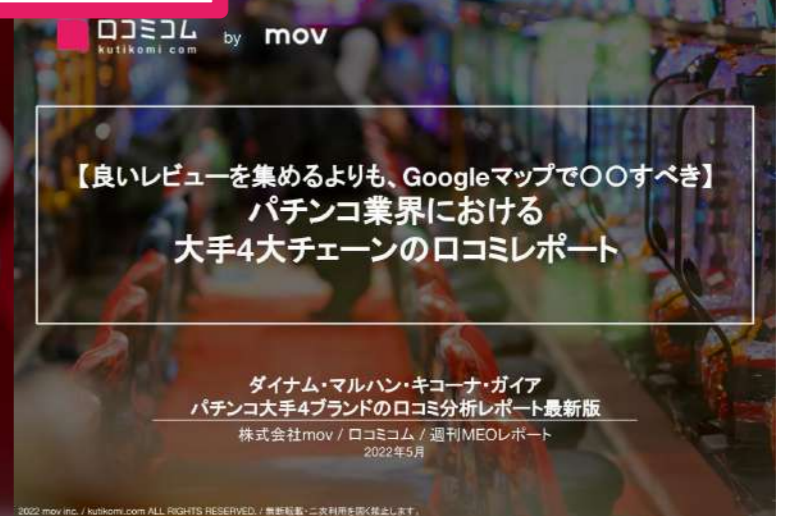 口コミコム
kutikomi com
by mov
【良いレビューを集めるよりも、Googleマップで〇〇すべき】
パチンコ業界における
大手4大チェーンの口コミレポート
ダイナム・マルハン・キコーナ・ガイア
パチンコ大手4ブランドの口コミ分析レポート最新版
株式会社mov / 口コミコム / 週刊MEOレポート
2022年5月
2022 mov inc. / kutikomi.com ALL RIGHTS RESERVED. / 無断転載・二次利用を固く禁止します。